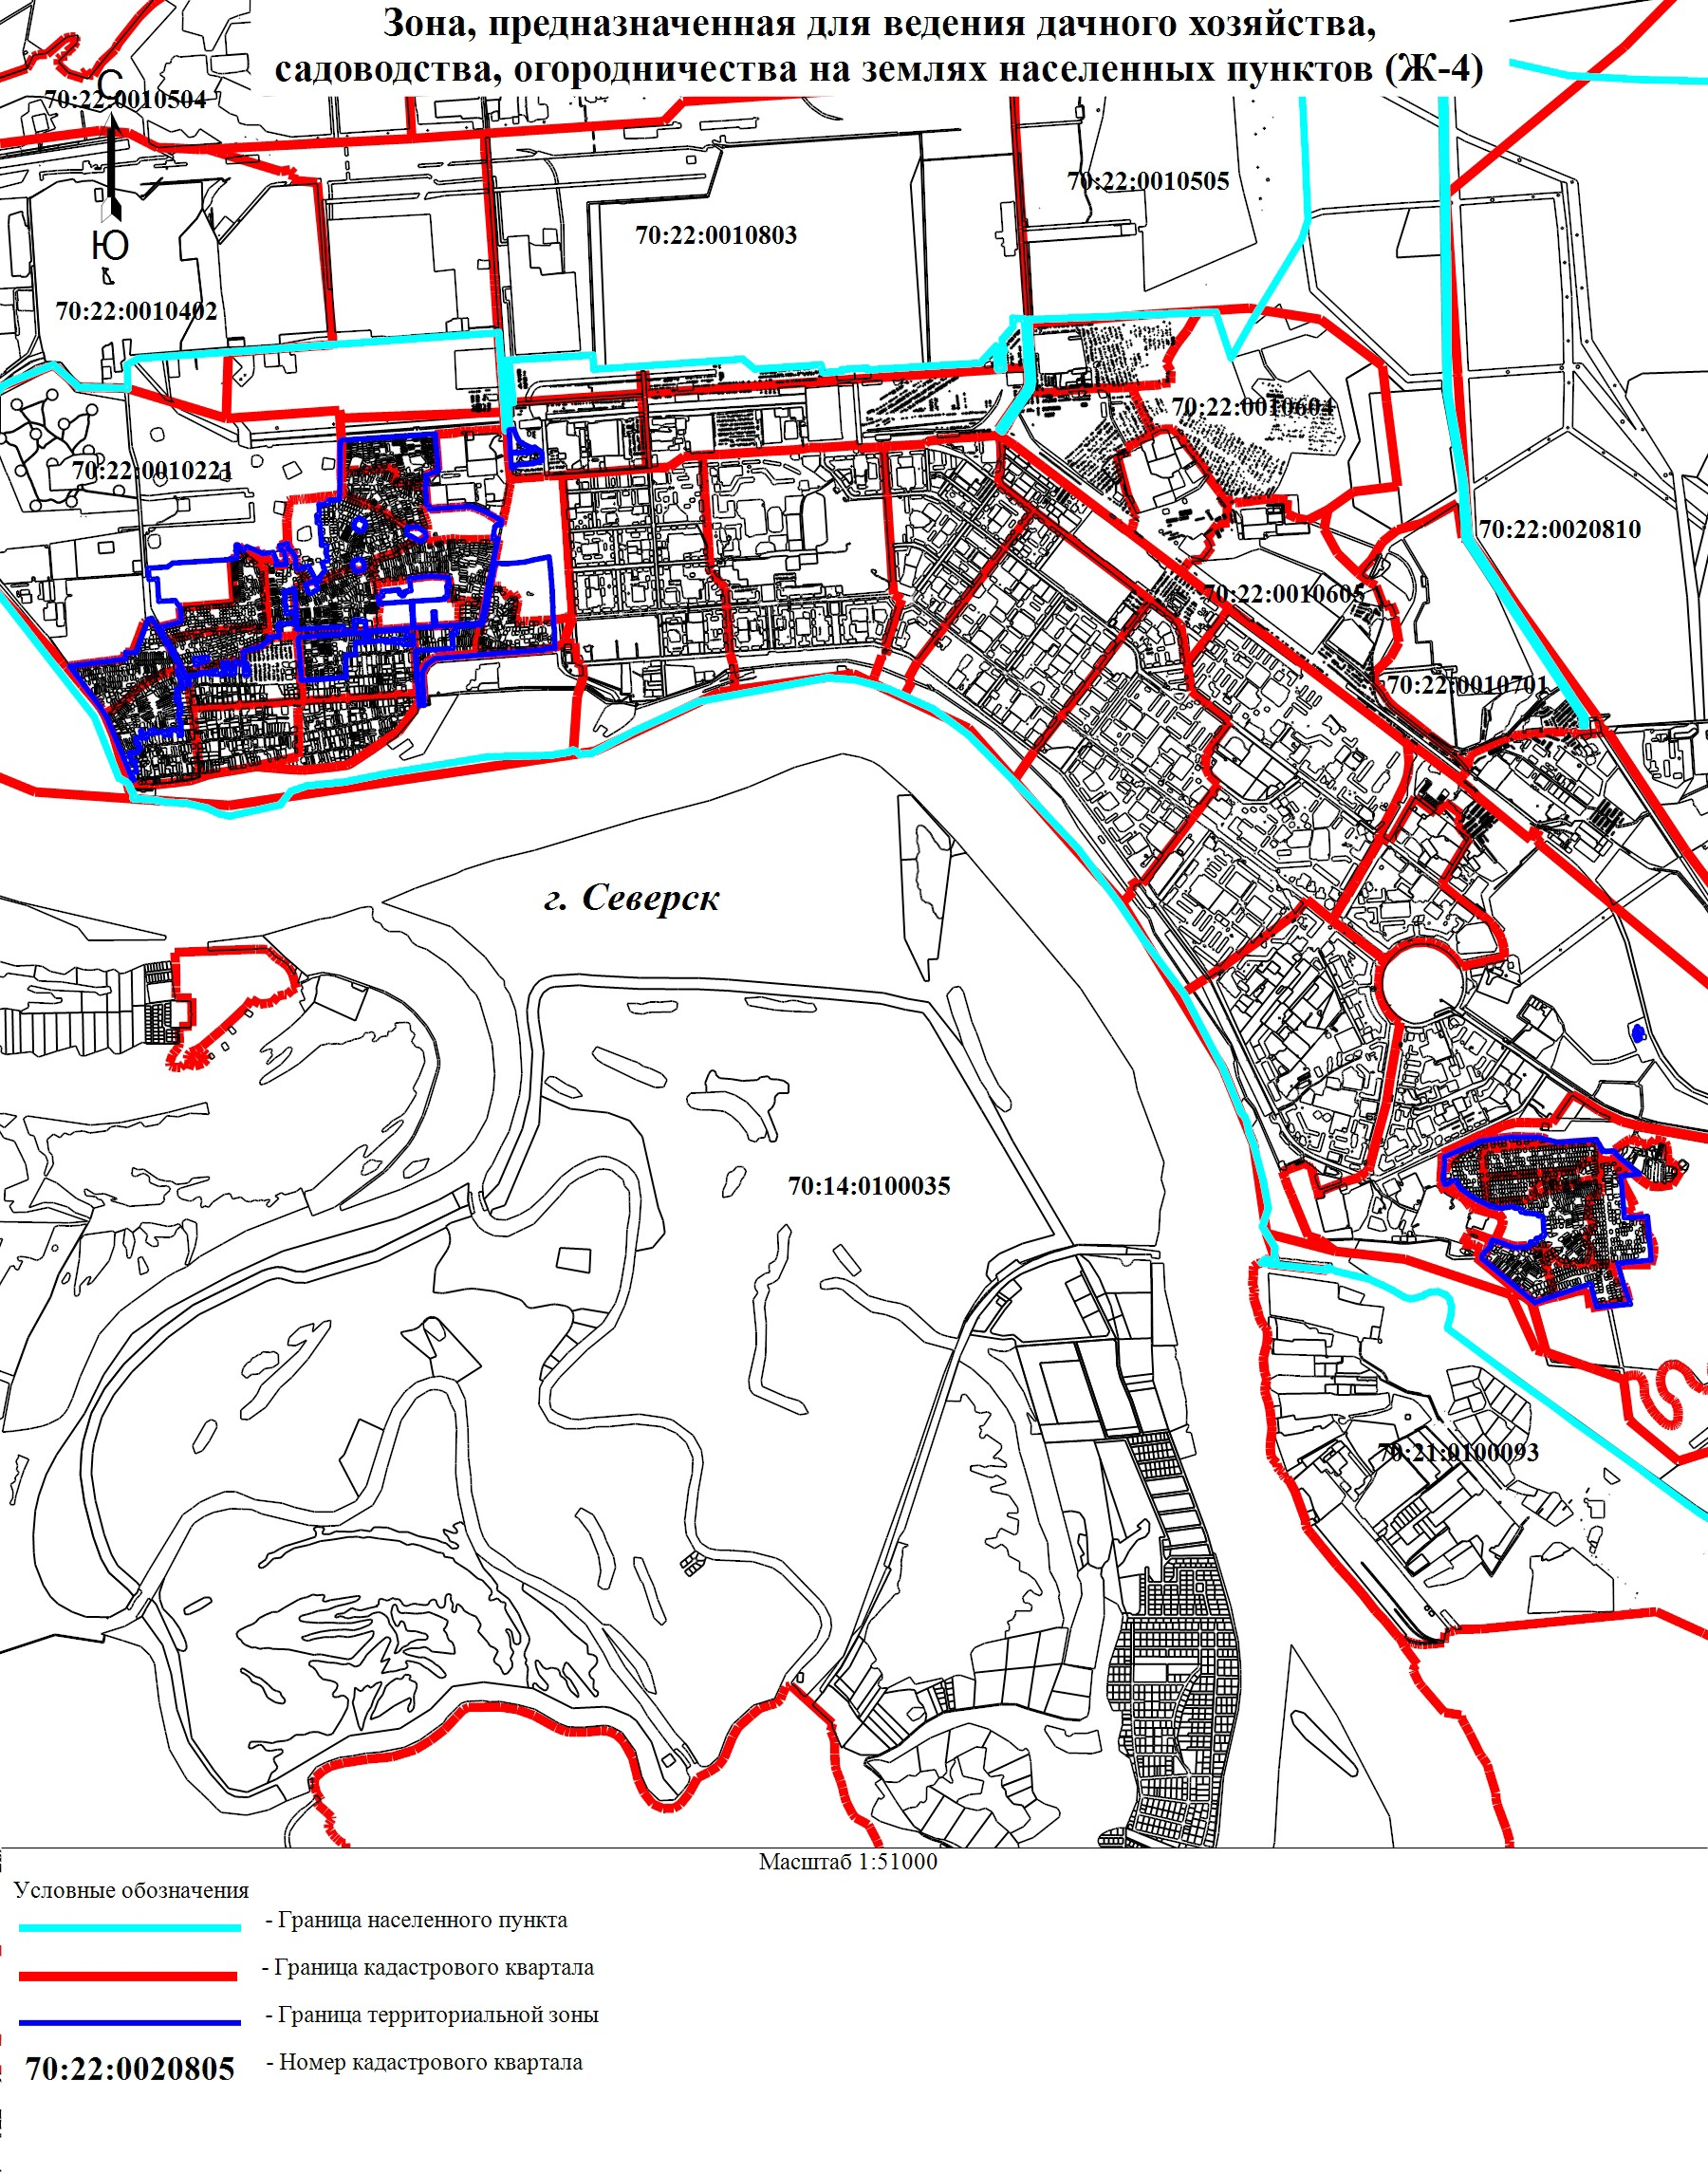 Зона, предназначенная для ведения дачного хозяйства,
садоводства, огородничества на землях населенных пунктов (Ж-4)
С
70:22:0010504
Ю
70:22:0010505
70:22:0010803
70:22:0010402
70:22:0010604
70:22:0010221
70:22:0020810
70:22:0010605
70:22:0010701
г. Северск
70:14:0100035
70:21:0100093
Масштаб 1:51000
Условные обозначения
- Граница населенного пункта
- Граница кадастрового квартала
- Граница территориальной зоны
70:22:0020805 - Номер кадастрового квартала